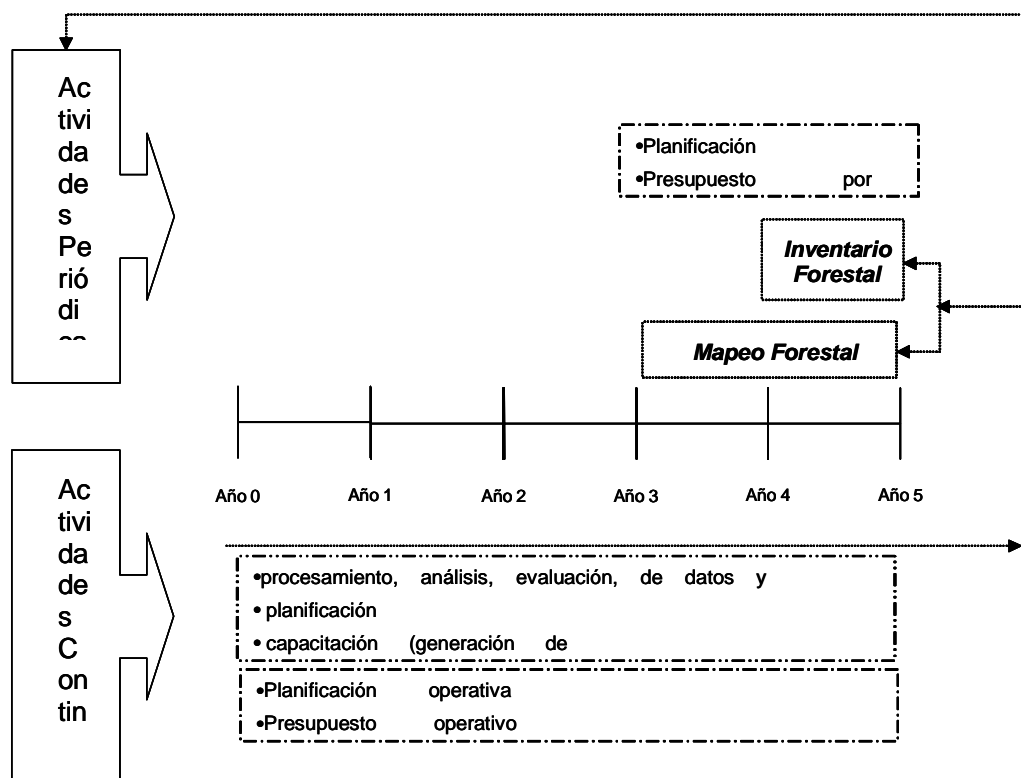 Ac
tivi
da
de
s
Pe
rió
di
•Planificación
•Presupuesto por
Inventario
Forestal
Mapeo Forestal
Año 0 Año 1 Año 2 Año 3 Año 4 Año 5
Ac
tivi
da
de
s
C
on
tin
•procesamiento, análisis, evaluación, de datos y
• planificación
• capacitación (generación de
•Planificación operativa
•Presupuesto operativo